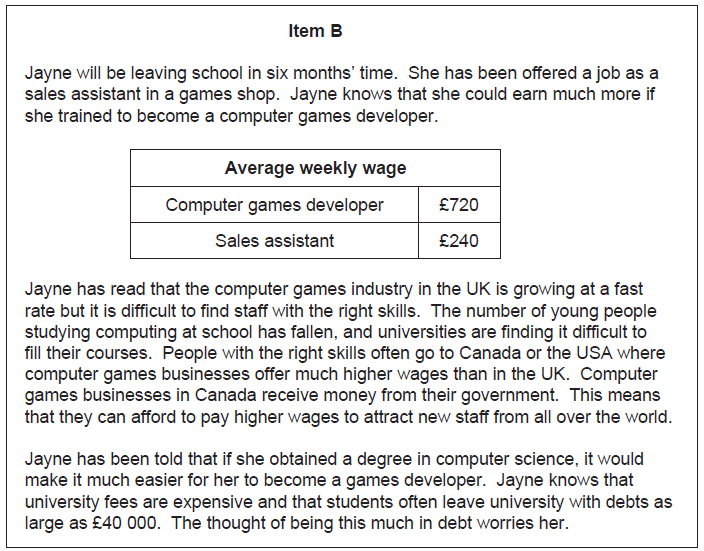 Item B
Jayne will be leaving school in six months’ time.  She has been offered a job as a
sales assistant in a games shop.  Jayne knows that she could earn much more if
she trained to become a computer games developer.
Average weekly wage
Computer games developer £720
Sales assistant £240
Jayne has read that the computer games industry in the UK is growing at a fast
rate but it is difficult to find staff with the right skills.  The number of young people
studying computing at school has fallen, and universities are finding it difficult to
fill their courses.  People with the right skills often go to Canada or the USA where
computer games businesses offer much higher wages than in the UK.  Computer
games businesses in Canada receive money from their government.  This means
that they can afford to pay higher wages to attract new staff from all over the world.
Jayne has been told that if she obtained a degree in computer science, it would
make it much easier for her to become a games developer.  Jayne knows that
university fees are expensive and that students often leave university with debts as
large as £40 000.  The thought of being this much in debt worries her.